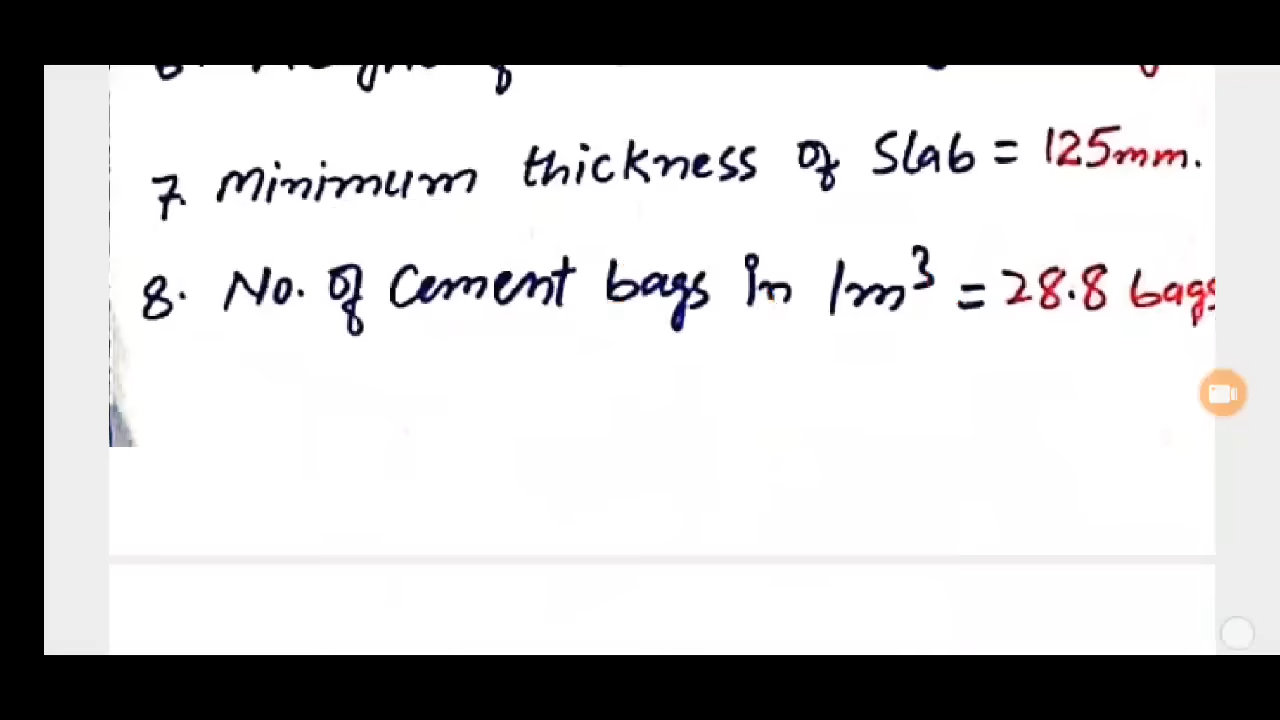 7. Minimum thickness of Slab = 125mm.
8. No. of Cement bags in 1m³ = 28.8 bags